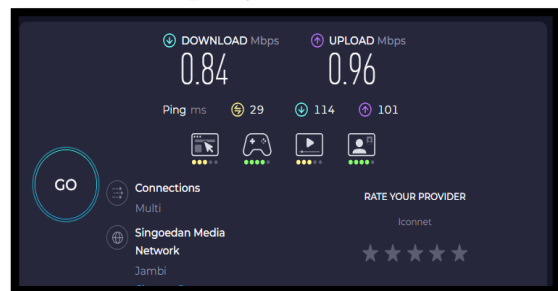 DOWNLOAD Mbps
UPLOAD Mbps
0.84
0.96
Ping ms 29 114 101
GO
Connections
Multi
Singoedan Media
Network
Jambi
RATE YOUR PROVIDER
Iconnet